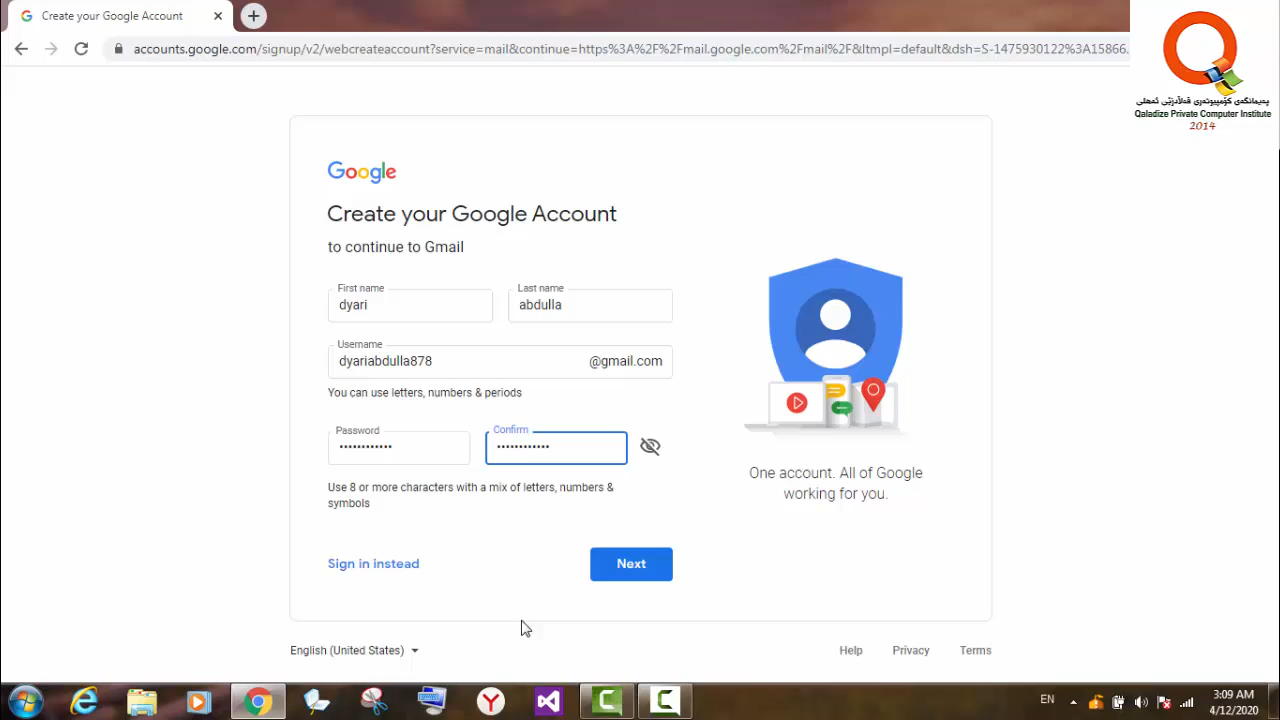 Create your Google Account
accounts.google.com/signup/v2/webcreateaccount?service=mail&continue=https%3A%2F%2Fmail.google.com%2Fmail%2F&ltmpl=default&dsh=S-1475930122%3A15866.
پەیمانگەی کۆمپیوتەری قەڵادزێی ئەهلی
Qaladize Private Computer Institute
2014
Google
Create your Google Account
to continue to Gmail
First name
Last name
dyari
abdulla
Username
dyariabdulla878
@gmail.com
You can use letters, numbers & periods
Password
Confirm
••••••••••••
••••••••••••
Use 8 or more characters with a mix of letters, numbers &
symbols
One account. All of Google
working for you.
Sign in instead
Next
English (United States)
Help
Privacy
Terms
EN
3:09 AM
4/12/2020